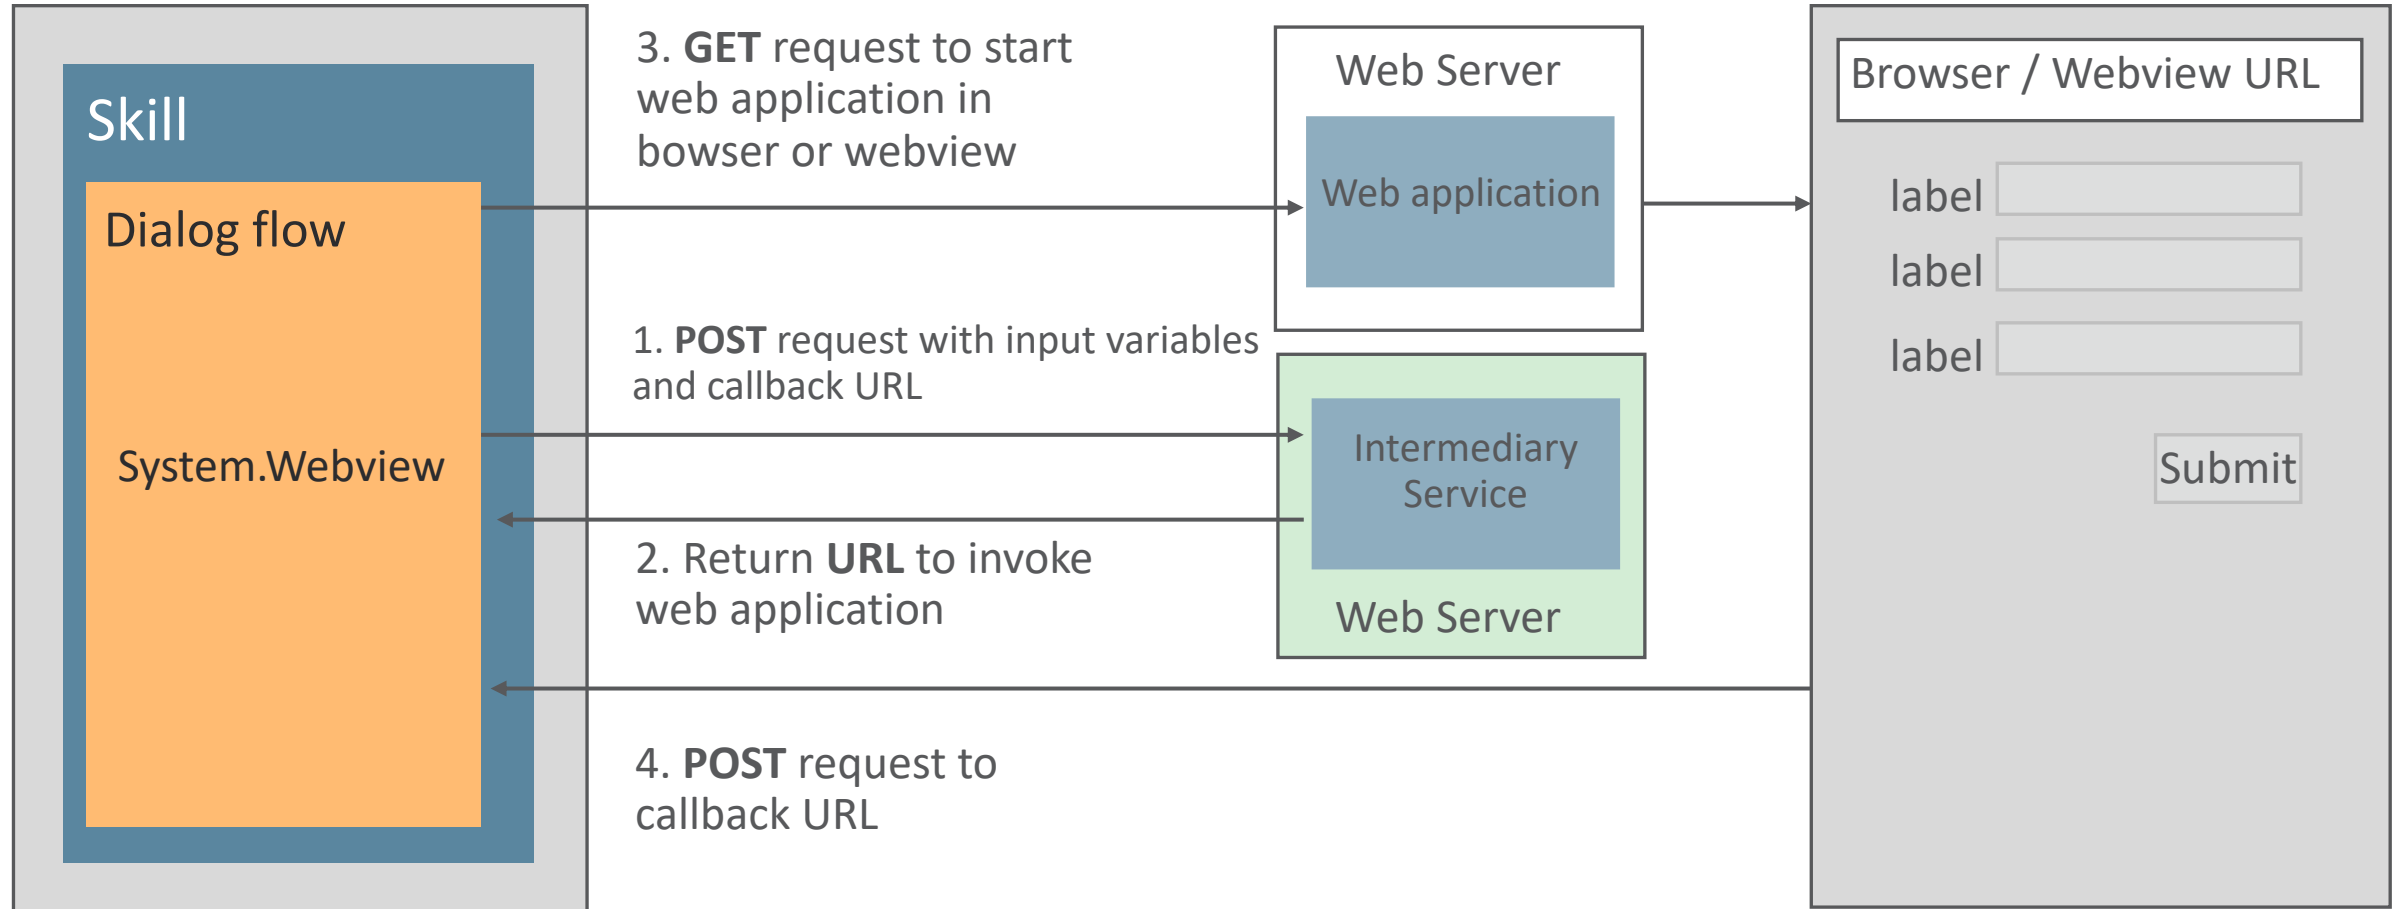 Skill
Dialog flow
System.Webview
3. GET request to start
web application in
bowser or webview
1. POST request with input variables
and callback URL
2. Return URL to invoke
web application
4. POST request to
callback URL
Web Server
Web application
Intermediary
Service
Web Server
Browser / Webview URL
label
label
label
Submit